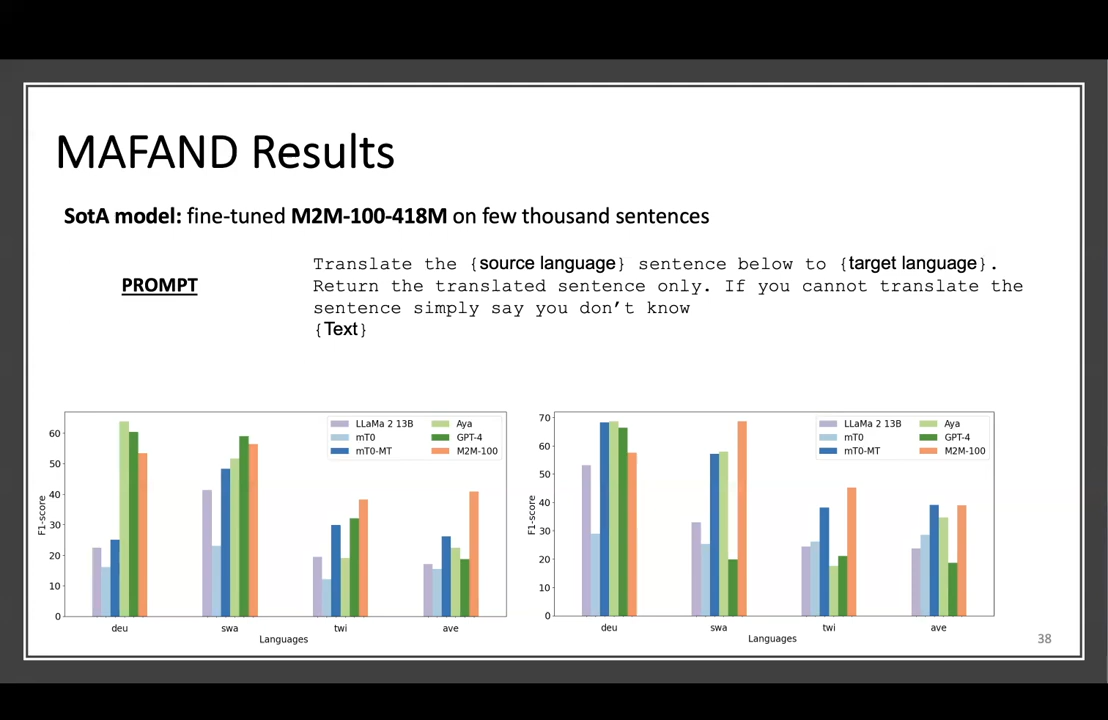 MAFAND Results
SotA model: fine-tuned M2M-100-418M on few thousand sentences
PROMPT
Translate the {source language} sentence below to {target language}.
Return the translated sentence only. If you cannot translate the
sentence simply say you don’t know
{Text}
F1-score
60
50
40
30
20
10
0
LLaMa 2 13B
mT0
mT0-MT
Aya
GPT-4
M2M-100
deu
swa
twi
ave
Languages
F1-score
70
60
50
40
30
20
10
0
LLaMa 2 13B
mT0
mT0-MT
Aya
GPT-4
M2M-100
deu
swa
twi
ave
Languages
38